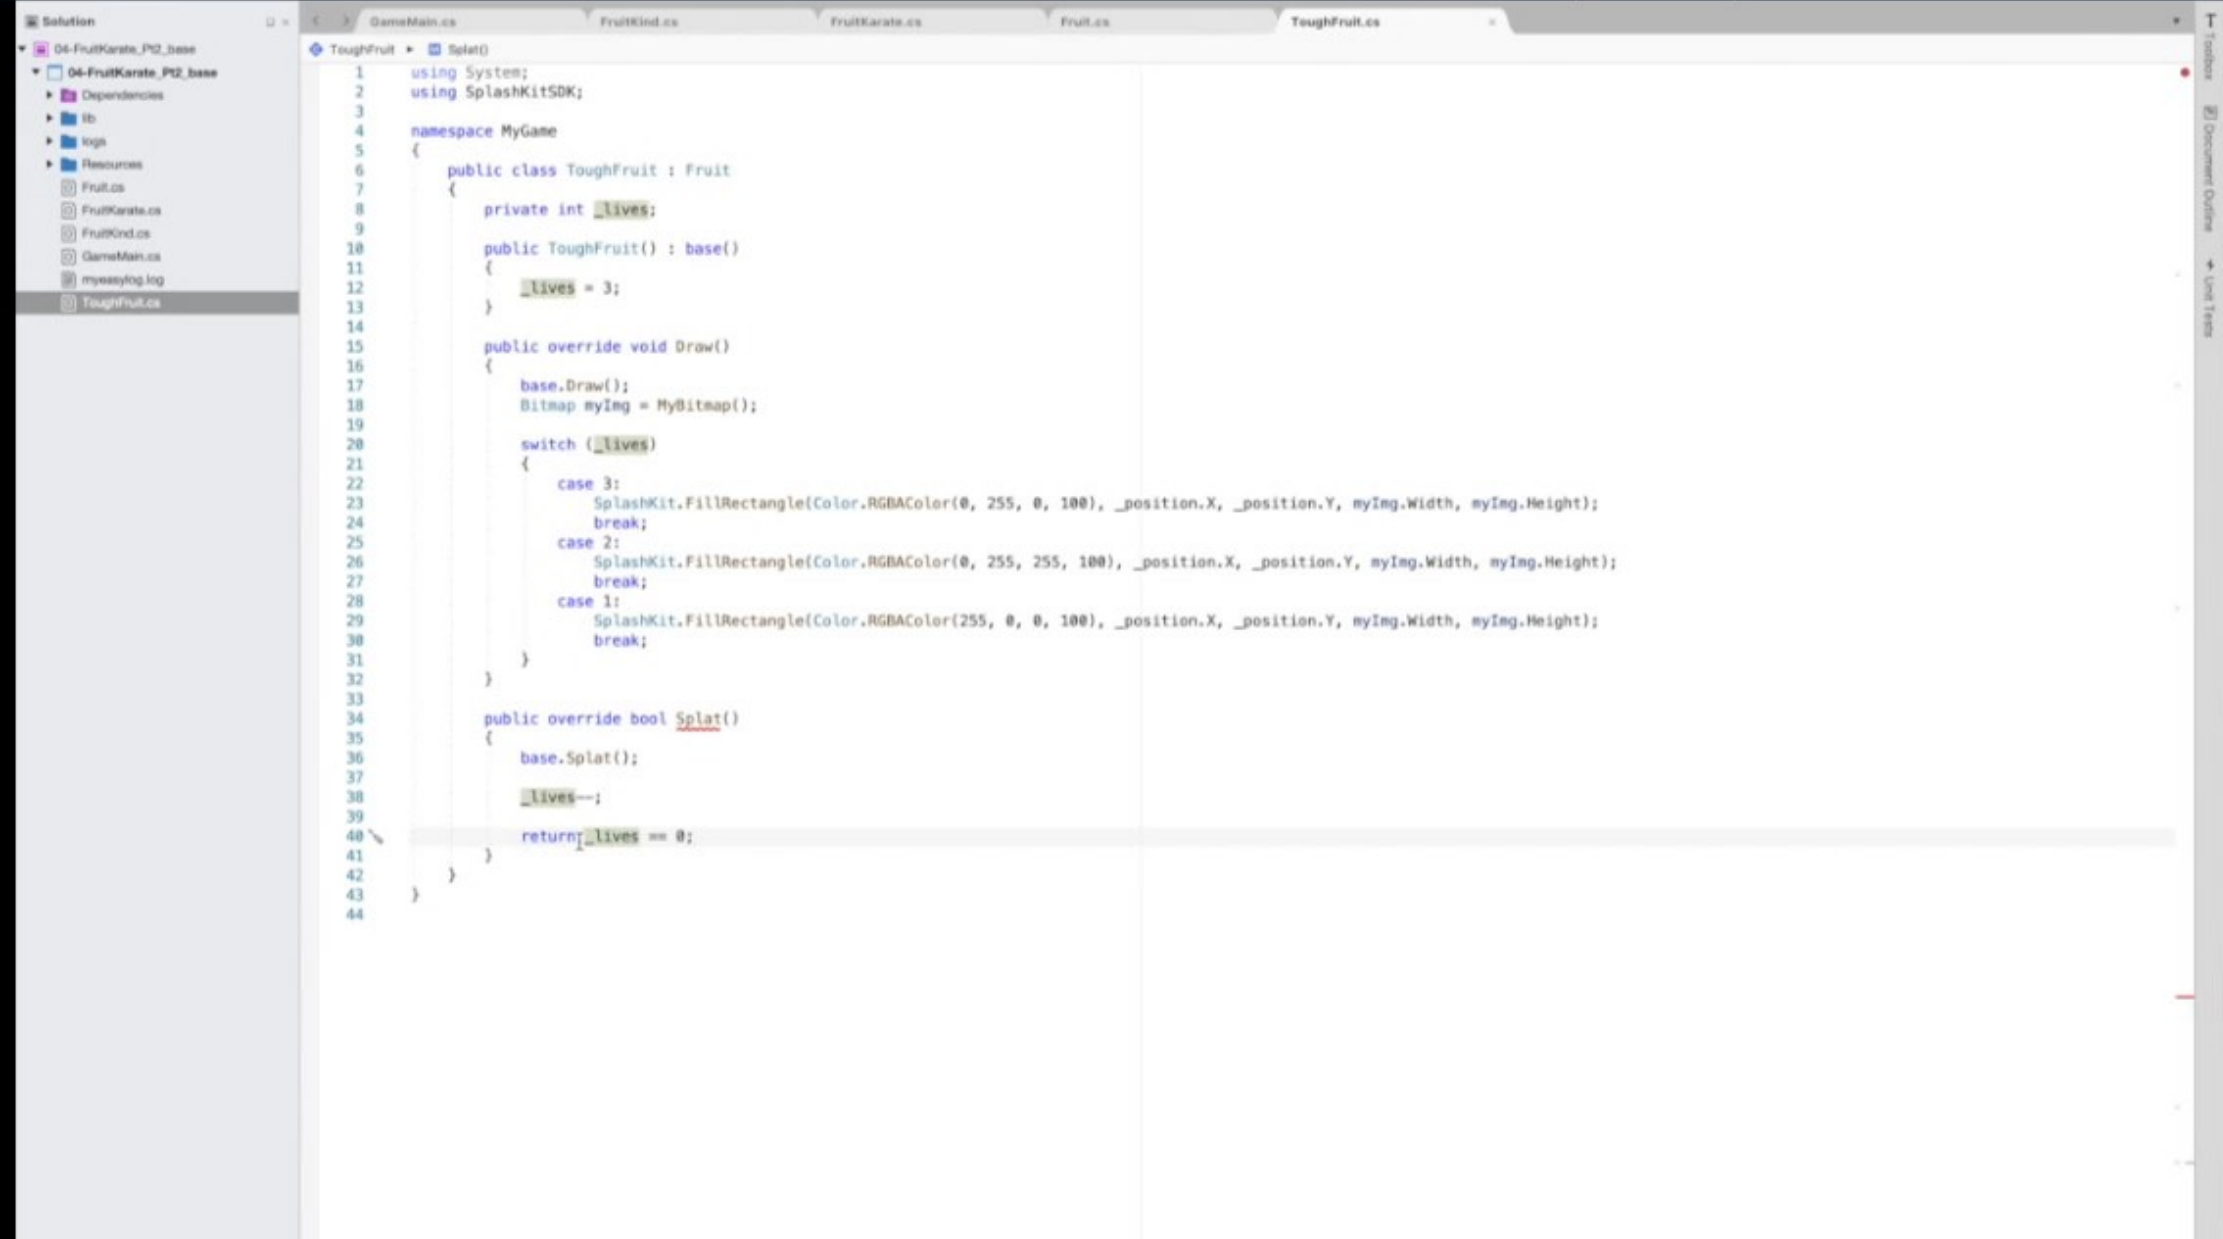 Solution
04-FruitKarate_Pt2_base
04-FruitKarate_Pt2_base
Dependencies
lib
logs
Resources
Fruit.cs
FruitKarate.cs
FruitKind.cs
GameMain.cs
myeasylog.log
ToughFruit.cs
GameMain.cs FruitKind.cs FruitKarate.cs Fruit.cs ToughFruit.cs
ToughFruit Splat()
1 using System;
2 using SplashKitSDK;
3
4 namespace MyGame
5 {
6 public class ToughFruit : Fruit
7 {
8 private int _lives;
9
10 public ToughFruit() : base()
11 {
12 _lives = 3;
13 }
14
15 public override void Draw()
16 {
17 base.Draw();
18 Bitmap myImg = MyBitmap();
19
20 switch (_lives)
21 {
22 case 3:
23 SplashKit.FillRectangle(Color.RGBAColor(0, 255, 0, 100), _position.X, _position.Y, myImg.Width, myImg.Height);
24 break;
25 case 2:
26 SplashKit.FillRectangle(Color.RGBAColor(0, 255, 255, 100), _position.X, _position.Y, myImg.Width, myImg.Height);
27 break;
28 case 1:
29 SplashKit.FillRectangle(Color.RGBAColor(255, 0, 0, 100), _position.X, _position.Y, myImg.Width, myImg.Height);
30 break;
31 }
32 }
33
34 public override bool Splat()
35 {
36 base.Splat();
37
38 _lives--;
39
40 return _lives == 0;
41 }
42 }
43 }
44
Toolbox
Document Outline
Unit Tests